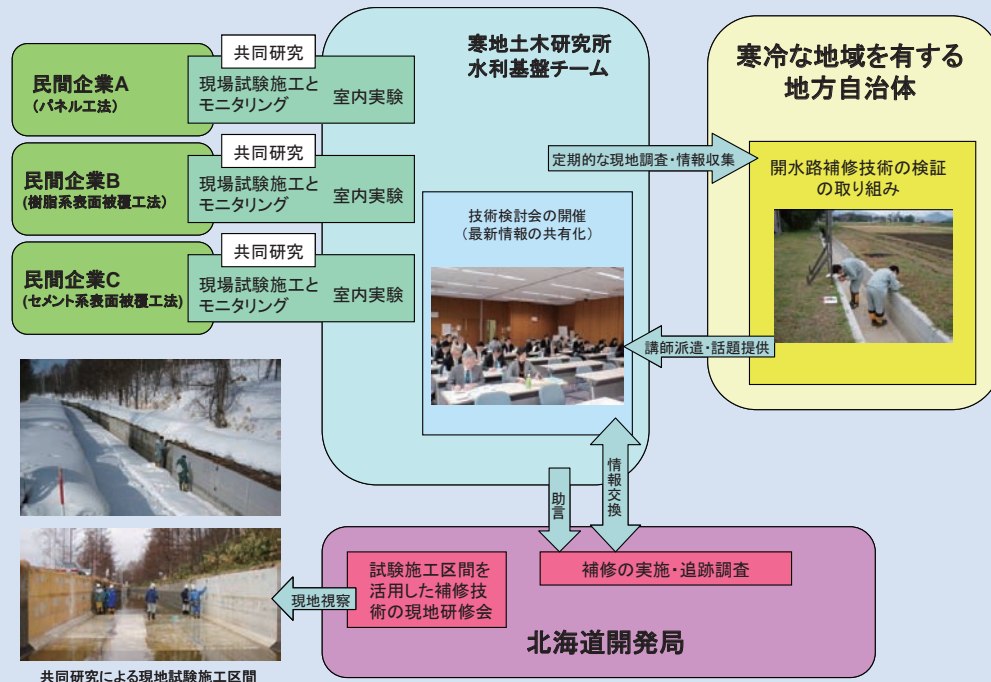 共同研究
民間企業A
(パネル工法)
現場試験施工と
モニタリング
室内実験
共同研究
民間企業B
(樹脂系表面被覆工法)
現場試験施工と
モニタリング
室内実験
共同研究
民間企業C
(セメント系表面被覆工法)
現場試験施工と
モニタリング
室内実験
寒地土木研究所
水利基盤チーム
技術検討会の開催
(最新情報の共有化)
定期的な現地調査・情報収集
寒冷な地域を有する
地方自治体
開水路補修技術の検証
の取り組み
講師派遣・話題提供
助言
情報交換
試験施工区間を
活用した補修技
術の現地研修会
補修の実施・追跡調査
北海道開発局
現地視察
共同研究による現地試験施工区間